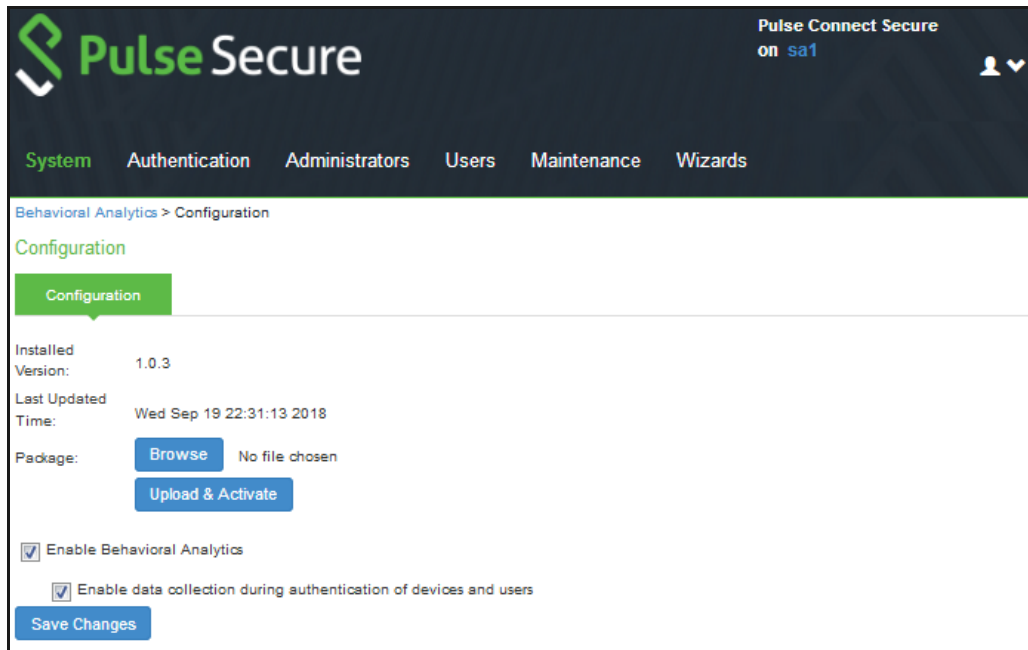 Pulse Secure
Pulse Connect Secure
on sa1
System Authentication Administrators Users Maintenance Wizards
Behavioral Analytics > Configuration
Configuration
Configuration
Installed
Version:
1.0.3
Last Updated
Time:
Wed Sep 19 22:31:13 2018
Package:
Browse No file chosen
Upload & Activate
Enable Behavioral Analytics
Enable data collection during authentication of devices and users
Save Changes